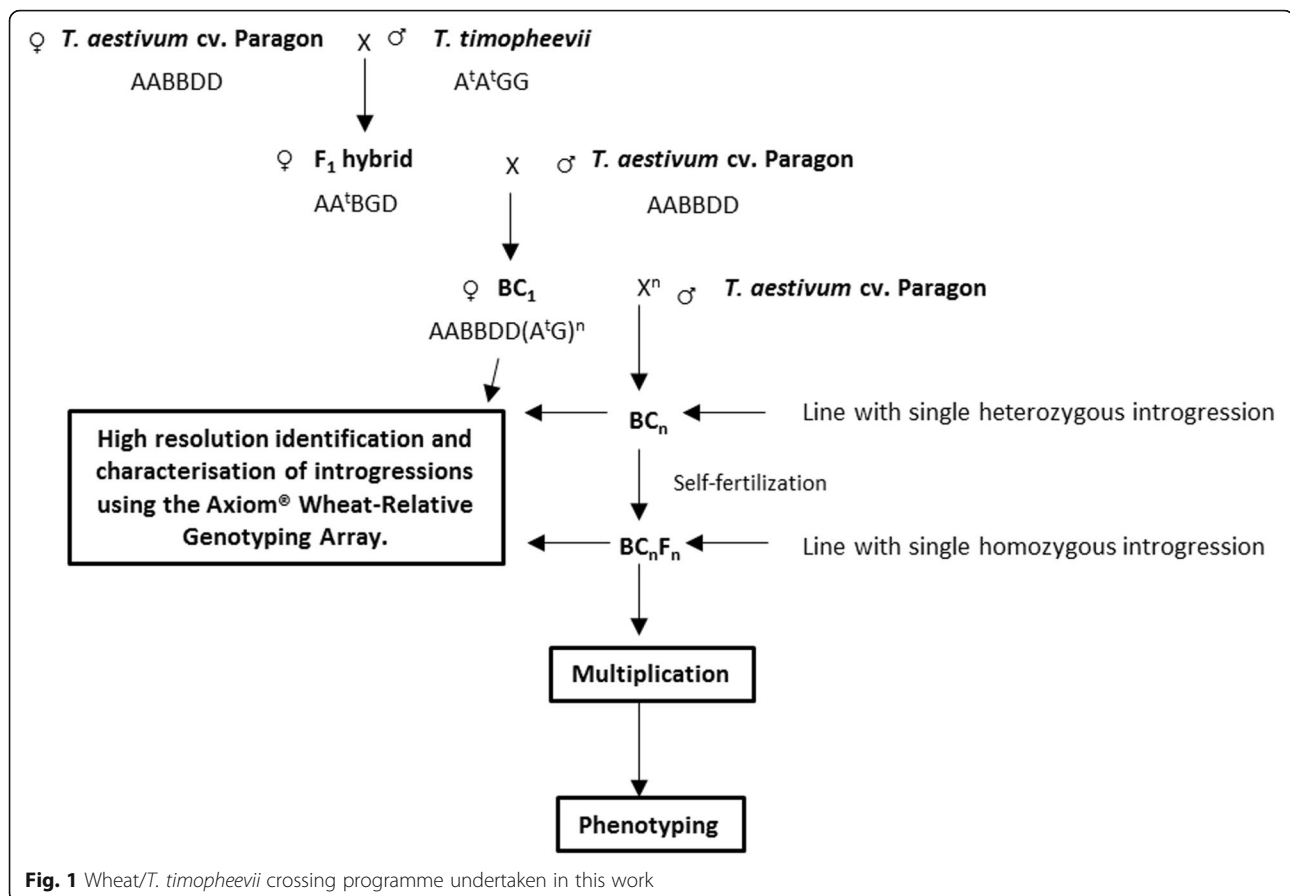 ♀ T. aestivum cv. Paragon X ♂ T. timopheevii
AABBDD AᵗAᵗGG
♀ F₁ hybrid X ♂ T. aestivum cv. Paragon
AAᵗBGD AABBDD
♀ BC₁ Xⁿ ♂ T. aestivum cv. Paragon
AABBDD(AᵗG)ⁿ
High resolution identification and
characterisation of introgressions
using the Axiom® Wheat-Relative
Genotyping Array.
BCₙ Line with single heterozygous introgression
Self-fertilization
BCₙFₙ Line with single homozygous introgression
Multiplication
Phenotyping
Fig. 1 Wheat/T. timopheevii crossing programme undertaken in this work